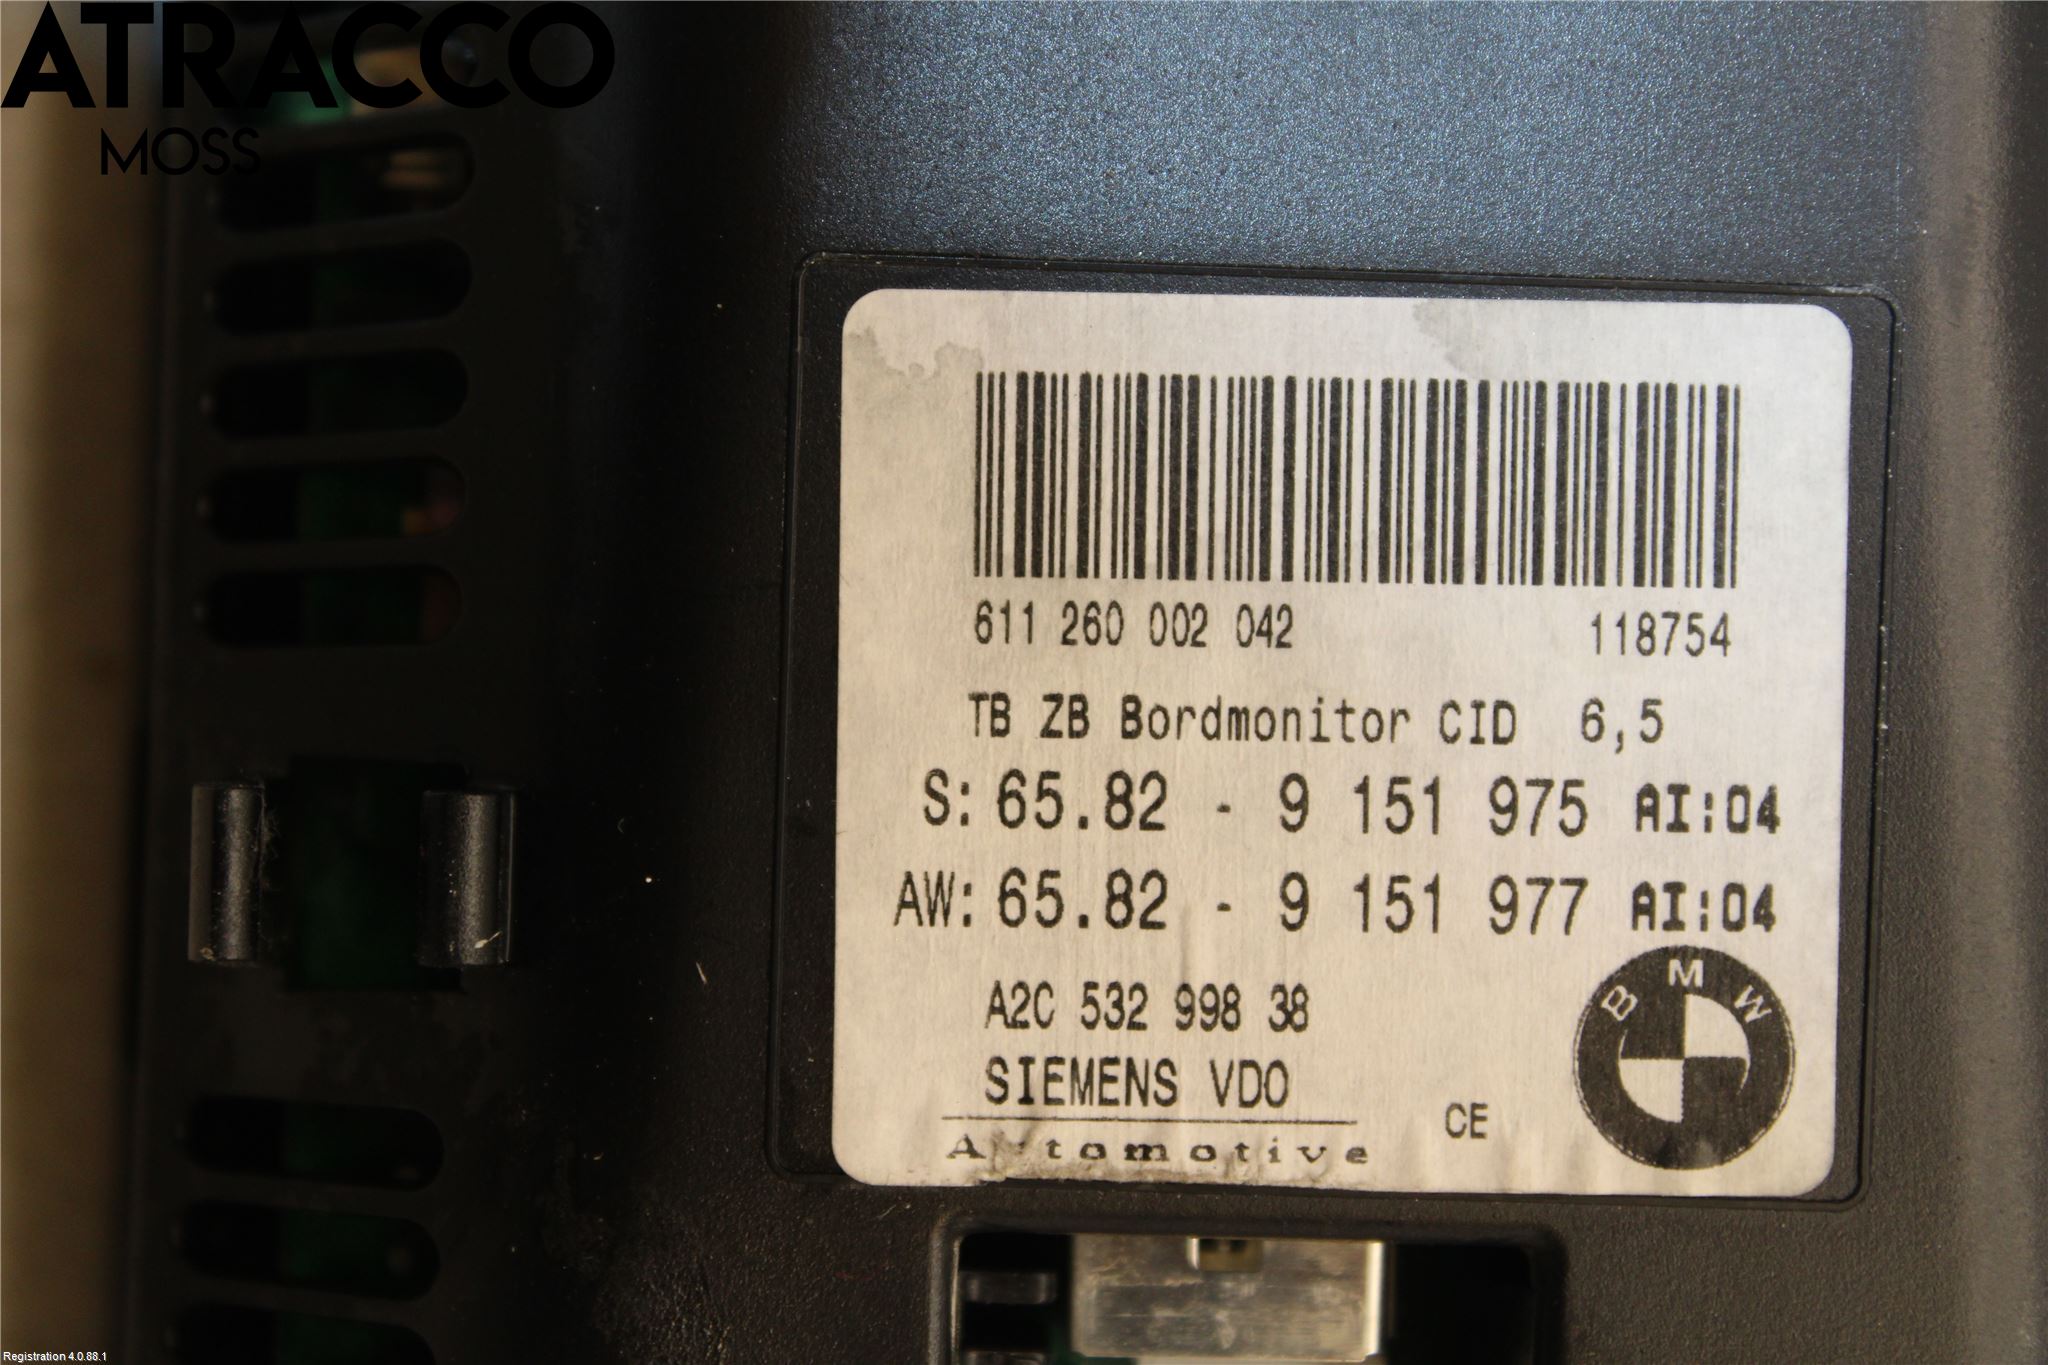 ATRACCO
MOSS
611 260 002 042 118754
TB ZB Bordmonitor CID 6,5
S: 65.82 - 9 151 975 AI:04
AW: 65.82 - 9 151 977 AI:04
A2C 532 998 38
SIEMENS VDO
Automotive
CE
BMW
Registration 4.0.88.1